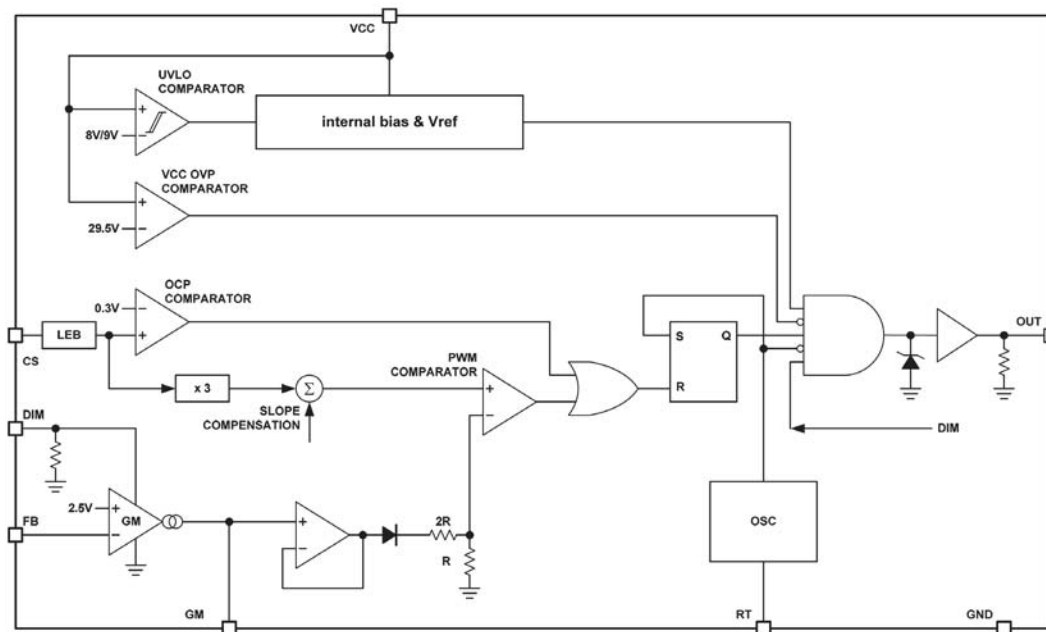 VCC
UVLO
COMPARATOR
+
8V/9V
−
internal bias & Vref
VCC OVP
COMPARATOR
+
29.5V
−
OCP
COMPARATOR
0.3V
−
+
LEB
CS
x 3
Σ
SLOPE
COMPENSATION
PWM
COMPARATOR
+
−
S
Q
R
OUT
DIM
DIM
2.5V
+
GM
−
FB
+
−
2R
R
OSC
GM
RT
GND